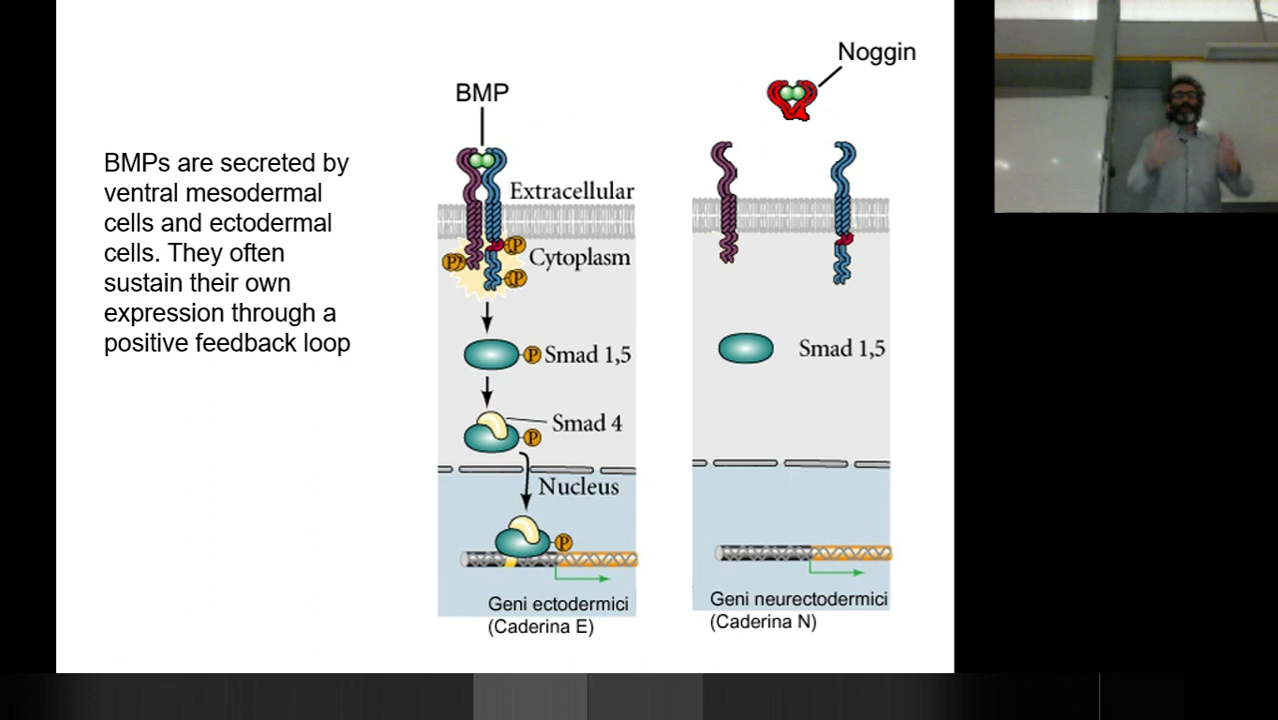 BMPs are secreted by
ventral mesodermal
cells and ectodermal
cells. They often
sustain their own
expression through a
positive feedback loop
BMP
Extracellular
P
P
Cytoplasm
P
P
Smad 1,5
Smad 4
P
Nucleus
P
Geni ectodermici
(Caderina E)
Noggin
Smad 1,5
Geni neurectodermici
(Caderina N)